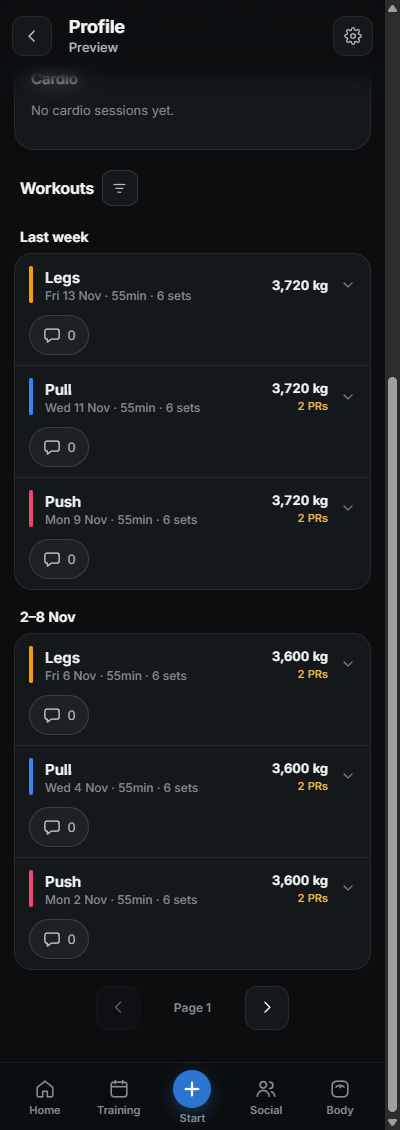 Profile
Preview
Cardio
No cardio sessions yet.
Workouts
Last week
Legs
3,720 kg
Fri 13 Nov · 55min · 6 sets
0
Pull
3,720 kg
Wed 11 Nov · 55min · 6 sets
2 PRs
0
Push
3,720 kg
Mon 9 Nov · 55min · 6 sets
2 PRs
0
2–8 Nov
Legs
3,600 kg
Fri 6 Nov · 55min · 6 sets
2 PRs
0
Pull
3,600 kg
Wed 4 Nov · 55min · 6 sets
2 PRs
0
Push
3,600 kg
Mon 2 Nov · 55min · 6 sets
2 PRs
0
Page 1
Home
Training
Start
Social
Body